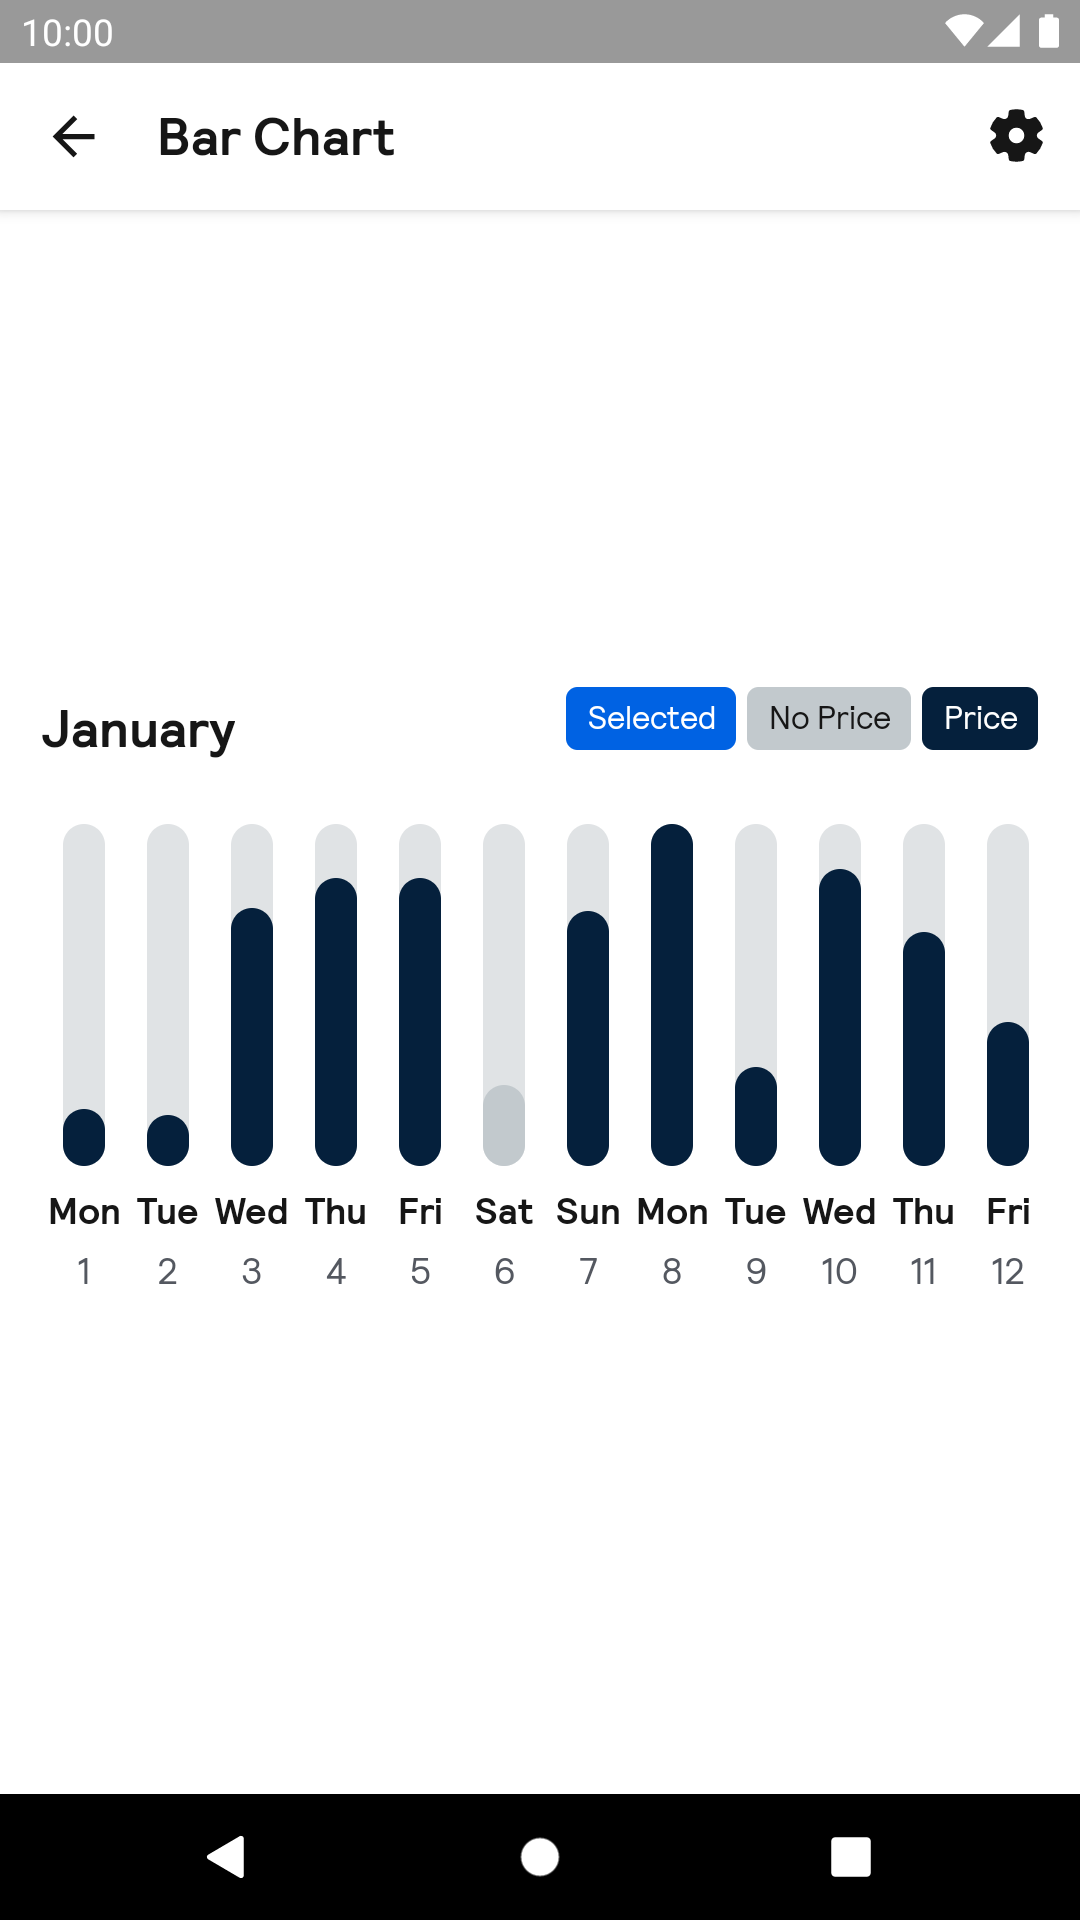 10:00
Bar Chart
January
Selected No Price Price
Mon Tue Wed Thu Fri Sat Sun Mon Tue Wed Thu Fri
1 2 3 4 5 6 7 8 9 10 11 12